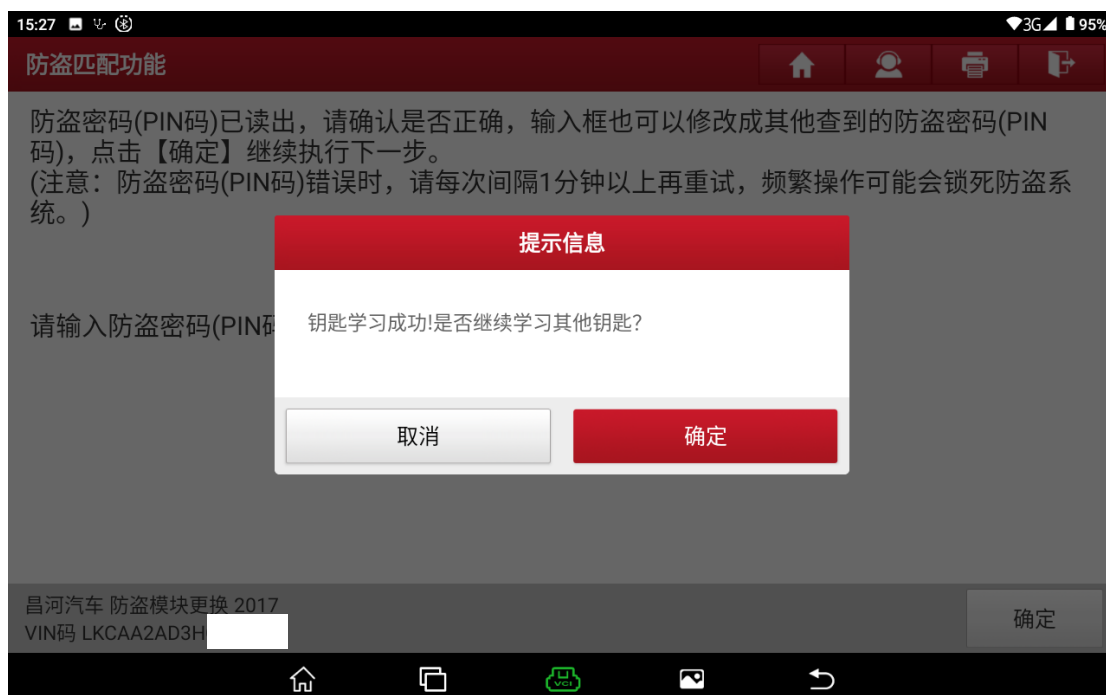 15:27
3G 95%
防盗匹配功能
防盗密码(PIN码)已读出，请确认是否正确，输入框也可以修改成其他查到的防盗密码(PIN
码)，点击【确定】继续执行下一步。
(注意：防盗密码(PIN码)错误时，请每次间隔1分钟以上再重试，频繁操作可能会锁死防盗系
统。)
提示信息
请输入防盗密码(PIN码
钥匙学习成功!是否继续学习其他钥匙?
取消
确定
昌河汽车 防盗模块更换 2017
VIN码 LKCAA2AD3H
确定
VCI